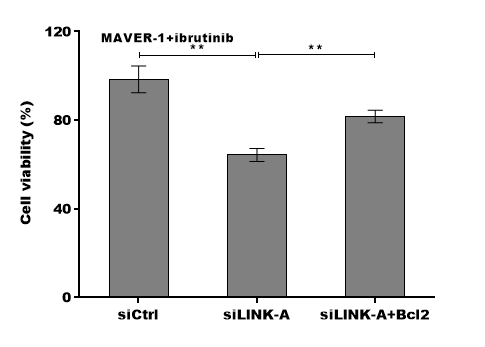 MAVER-1+ibrutinib
** **
120
80
40
0
Cell viability (%)
siCtrl siLINK-A siLINK-A+Bcl2